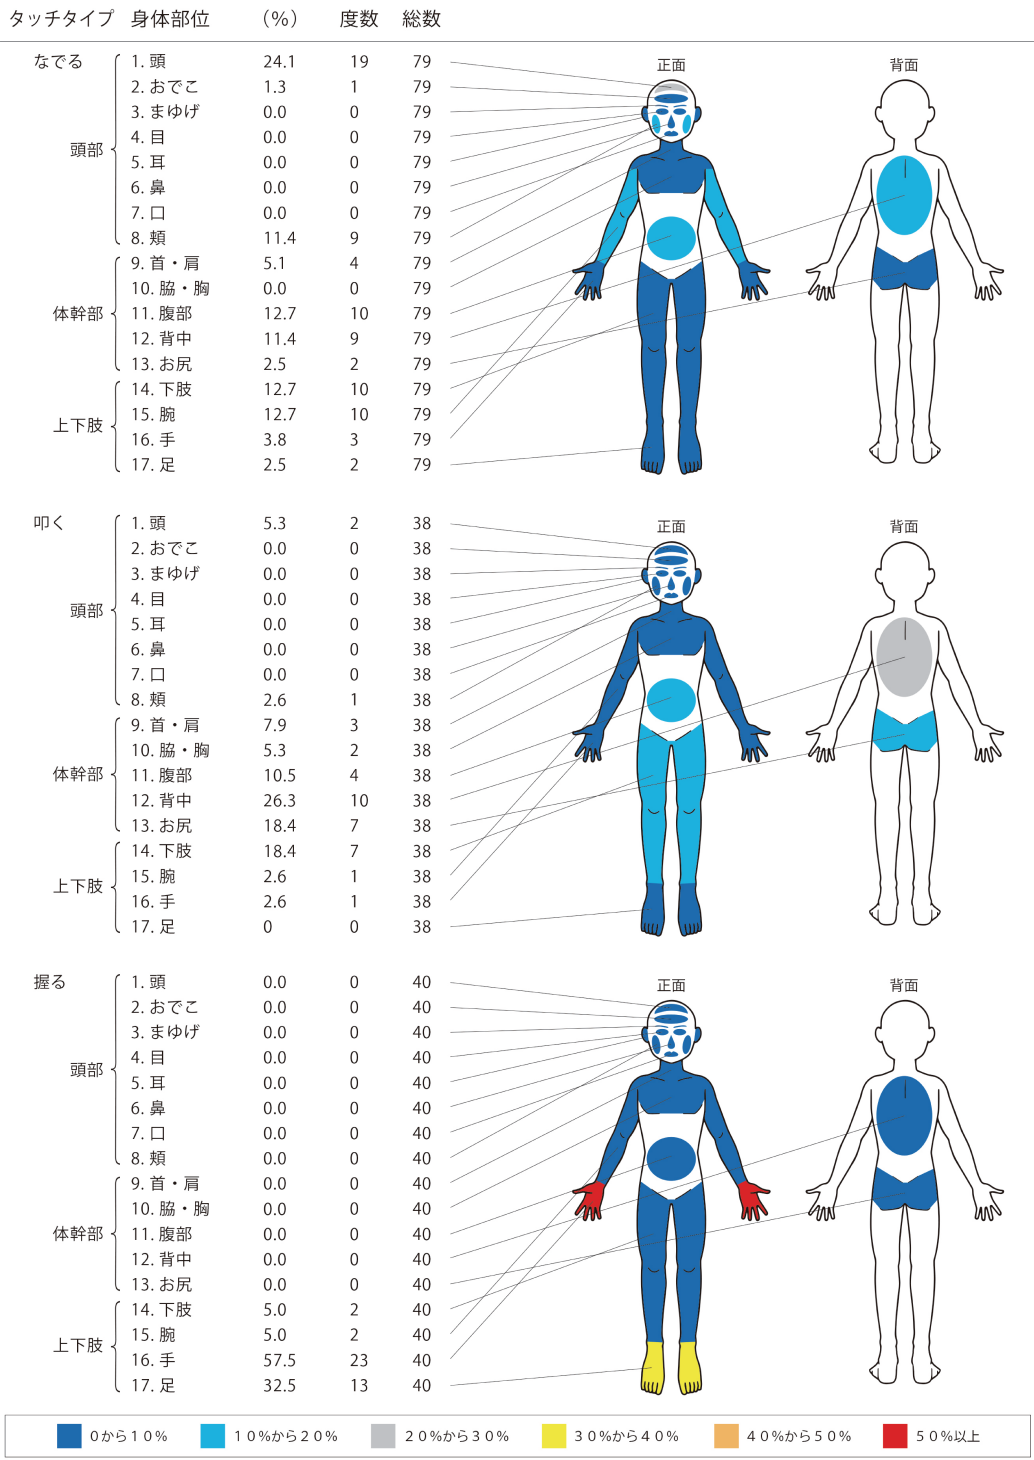 タッチタイプ 身体部位 （%） 度数 総数
なでる 1. 頭 24.1 19 79 正面 背面
2. おでこ 1.3 1 79
3. まゆげ 0.0 0 79
4. 目 0.0 0 79
頭部 5. 耳 0.0 0 79
6. 鼻 0.0 0 79
7. 口 0.0 0 79
8. 頬 11.4 9 79
9. 首・肩 5.1 4 79
10. 脇・胸 0.0 0 79
体幹部 11. 腹部 12.7 10 79
12. 背中 11.4 9 79
13. お尻 2.5 2 79
14. 下肢 12.7 10 79
上下肢 15. 腕 12.7 10 79
16. 手 3.8 3 79
17. 足 2.5 2 79
叩く 1. 頭 5.3 2 38 正面 背面
2. おでこ 0.0 0 38
3. まゆげ 0.0 0 38
4. 目 0.0 0 38
頭部 5. 耳 0.0 0 38
6. 鼻 0.0 0 38
7. 口 0.0 0 38
8. 頬 2.6 1 38
9. 首・肩 7.9 3 38
10. 脇・胸 5.3 2 38
体幹部 11. 腹部 10.5 4 38
12. 背中 26.3 10 38
13. お尻 18.4 7 38
14. 下肢 18.4 7 38
上下肢 15. 腕 2.6 1 38
16. 手 2.6 1 38
17. 足 0 0 38
握る 1. 頭 0.0 0 40 正面 背面
2. おでこ 0.0 0 40
3. まゆげ 0.0 0 40
4. 目 0.0 0 40
頭部 5. 耳 0.0 0 40
6. 鼻 0.0 0 40
7. 口 0.0 0 40
8. 頬 0.0 0 40
9. 首・肩 0.0 0 40
10. 脇・胸 0.0 0 40
体幹部 11. 腹部 0.0 0 40
12. 背中 0.0 0 40
13. お尻 0.0 0 40
14. 下肢 5.0 2 40
上下肢 15. 腕 5.0 2 40
16. 手 57.5 23 40
17. 足 32.5 13 40
０から１０％ １０％から２０％ ２０％から３０％ ３０％から４０％ ４０％から５０％ ５０％以上